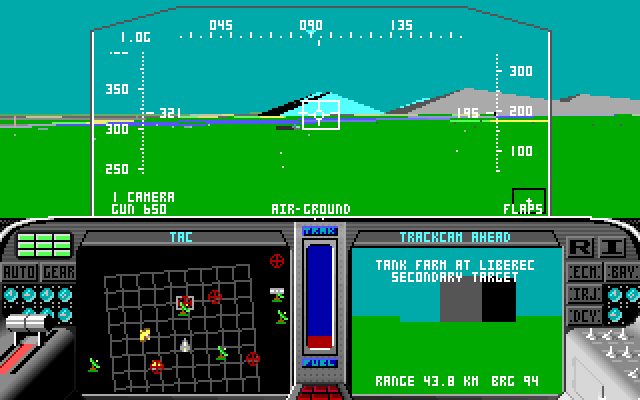 045 090 135
1.0G
350 300
321 195 200
300
250 100
1 CAMERA
GUN 650 AIR-GROUND FLAPS
TAC TRAK TRACKCAM AHEAD
R I
TANK FARM AT LIBEREC
SECONDARY TARGET
AUTO GEAR
ECM BAY
IRJ
DCY
FUEL
RANGE 43.8 KM BRG 94